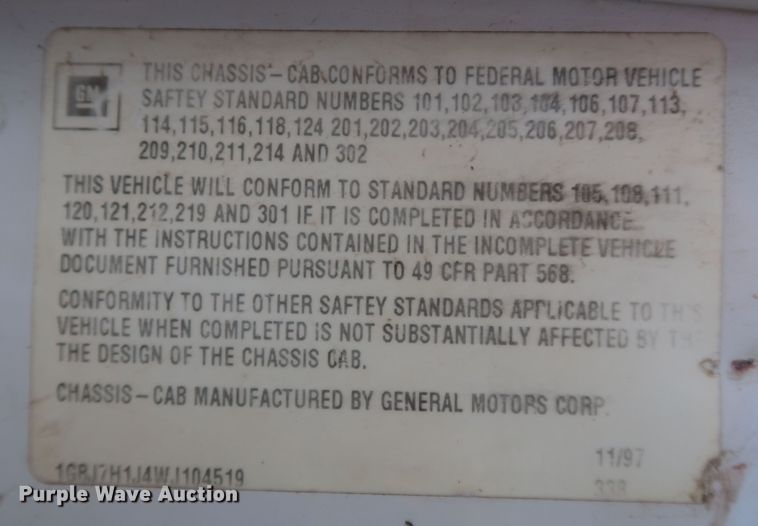 GM
THIS CHASSIS-CAB CONFORMS TO FEDERAL MOTOR VEHICLE
SAFTEY STANDARD NUMBERS 101,102,103,104,106,107,113,
114,115,116,118,124,201,202,203,204,205,206,207,208,
209,210,211,214 AND 302
THIS VEHICLE WILL CONFORM TO STANDARD NUMBERS 105,108,111,
120,121,212,219 AND 301 IF IT IS COMPLETED IN ACCORDANCE
WITH THE INSTRUCTIONS CONTAINED IN THE INCOMPLETE VEHICLE
DOCUMENT FURNISHED PURSUANT TO 49 CFR PART 568.
CONFORMITY TO THE OTHER SAFTEY STANDARDS APPLICABLE TO THIS
VEHICLE WHEN COMPLETED IS NOT SUBSTANTIALLY AFFECTED BY THE
THE DESIGN OF THE CHASSIS CAB.
CHASSIS-CAB MANUFACTURED BY GENERAL MOTORS CORP.
11/97
1GBJ7H1J4WJ104519
338
Purple Wave Auction